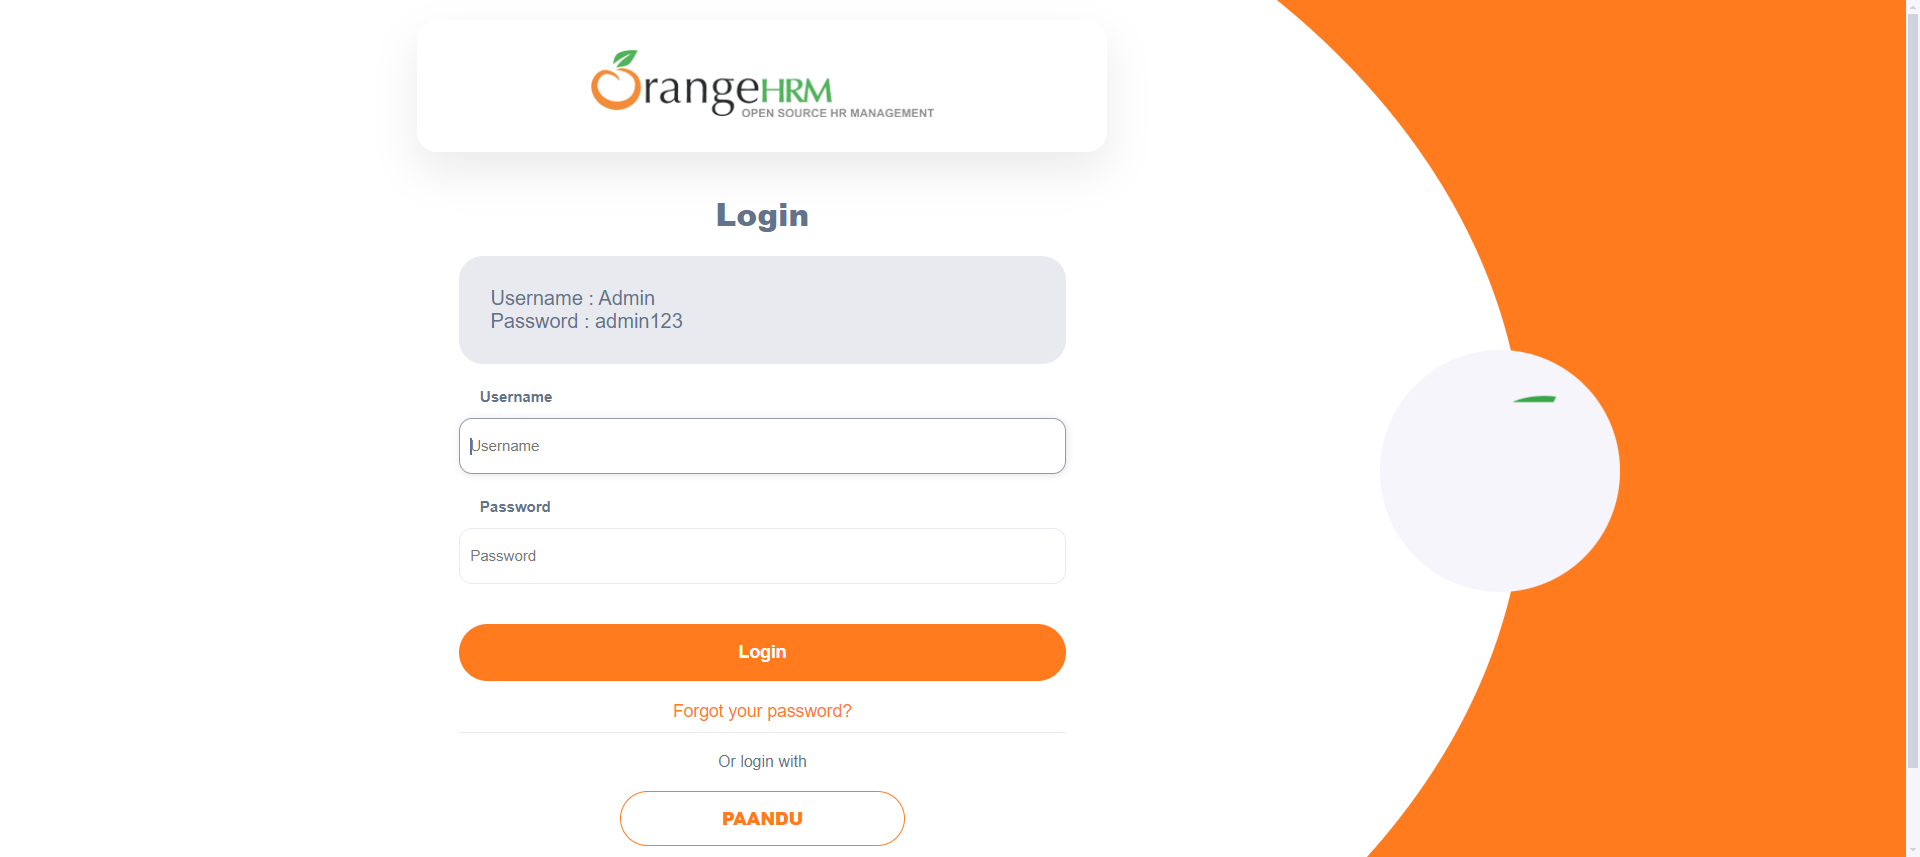 OrangeHRM
OPEN SOURCE HR MANAGEMENT
Login
Username : Admin
Password : admin123
Username
Username
Password
Password
Login
Forgot your password?
Or login with
PAANDU